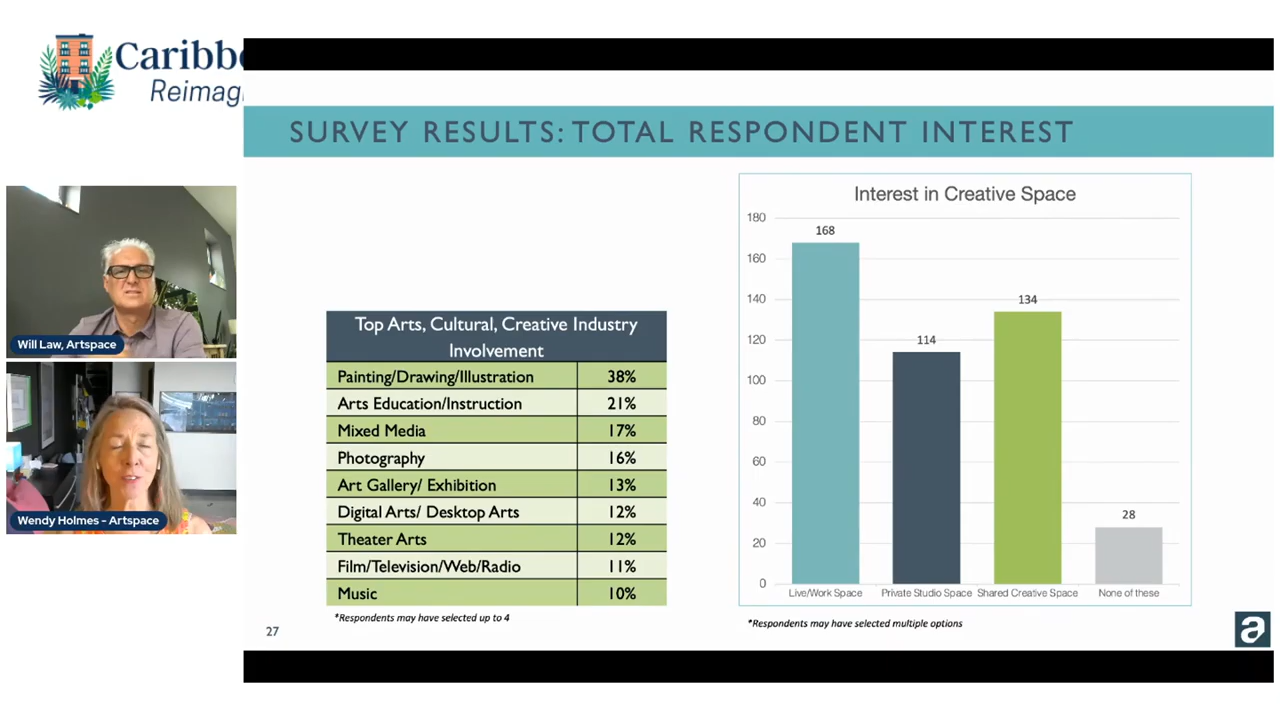 Caribbe
Reimag
SURVEY RESULTS: TOTAL RESPONDENT INTEREST
Will Law, Artspace
Wendy Holmes - Artspace
Top Arts, Cultural, Creative Industry
Involvement
Painting/Drawing/Illustration 38%
Arts Education/Instruction 21%
Mixed Media 17%
Photography 16%
Art Gallery/ Exhibition 13%
Digital Arts/ Desktop Arts 12%
Theater Arts 12%
Film/Television/Web/Radio 11%
Music 10%
*Respondents may have selected up to 4
27
Interest in Creative Space
180
160
140
120
100
80
60
40
20
0
168
114
134
28
Live/Work Space
Private Studio Space
Shared Creative Space
None of these
*Respondents may have selected multiple options
a